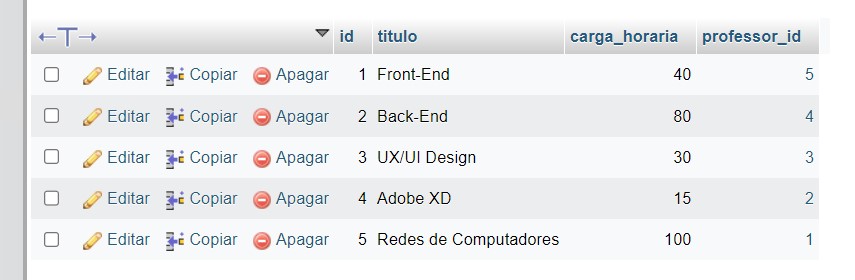 id titulo carga_horaria professor_id
Editar Copiar Apagar 1 Front-End 40 5
Editar Copiar Apagar 2 Back-End 80 4
Editar Copiar Apagar 3 UX/UI Design 30 3
Editar Copiar Apagar 4 Adobe XD 15 2
Editar Copiar Apagar 5 Redes de Computadores 100 1